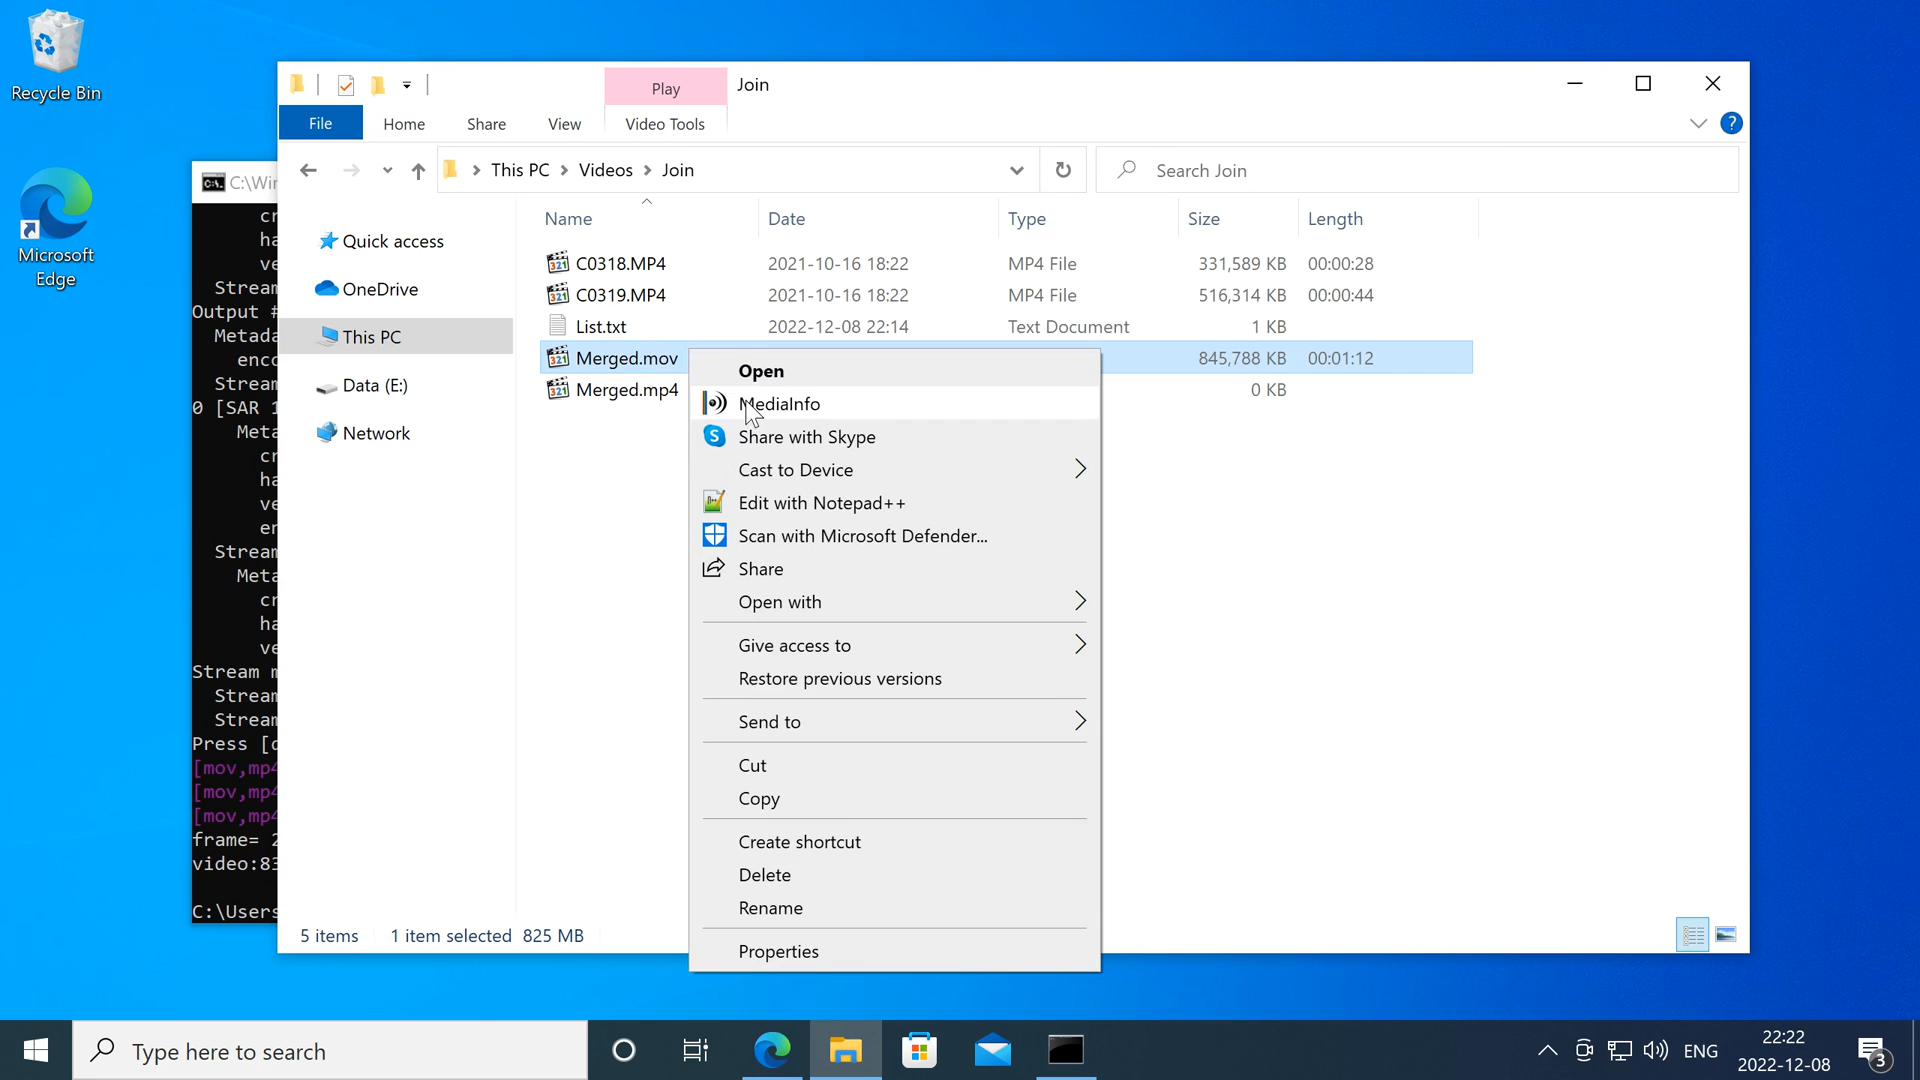 Recycle Bin
Microsoft
Edge
Play
Join
File
Home
Share
View
Video Tools
?
This PC > Videos > Join
Search Join
Name
Date
Type
Size
Length
Quick access
OneDrive
This PC
Data (E:)
Network
C0318.MP4 2021-10-16 18:22 MP4 File 331,589 KB 00:00:28
C0319.MP4 2021-10-16 18:22 MP4 File 516,314 KB 00:00:44
List.txt 2022-12-08 22:14 Text Document 1 KB
Merged.mov 845,788 KB 00:01:12
Merged.mp4 0 KB
Open
MediaInfo
Share with Skype
Cast to Device
Edit with Notepad++
Scan with Microsoft Defender...
Share
Open with
Give access to
Restore previous versions
Send to
Cut
Copy
Create shortcut
Delete
Rename
Properties
5 items
1 item selected 825 MB
C:\Win
cr
ha
ve
Stream
Output #
Metada
enco
Stream
0 [SAR 1
Meta
cr
ha
ve
en
Stream
Meta
cr
ha
ve
Stream m
Stream
Stream
Press [
[mov,mp4
[mov,mp4
[mov,mp4
frame= 2
video:83
C:\Users
Type here to search
ENG
22:22
2022-12-08
3